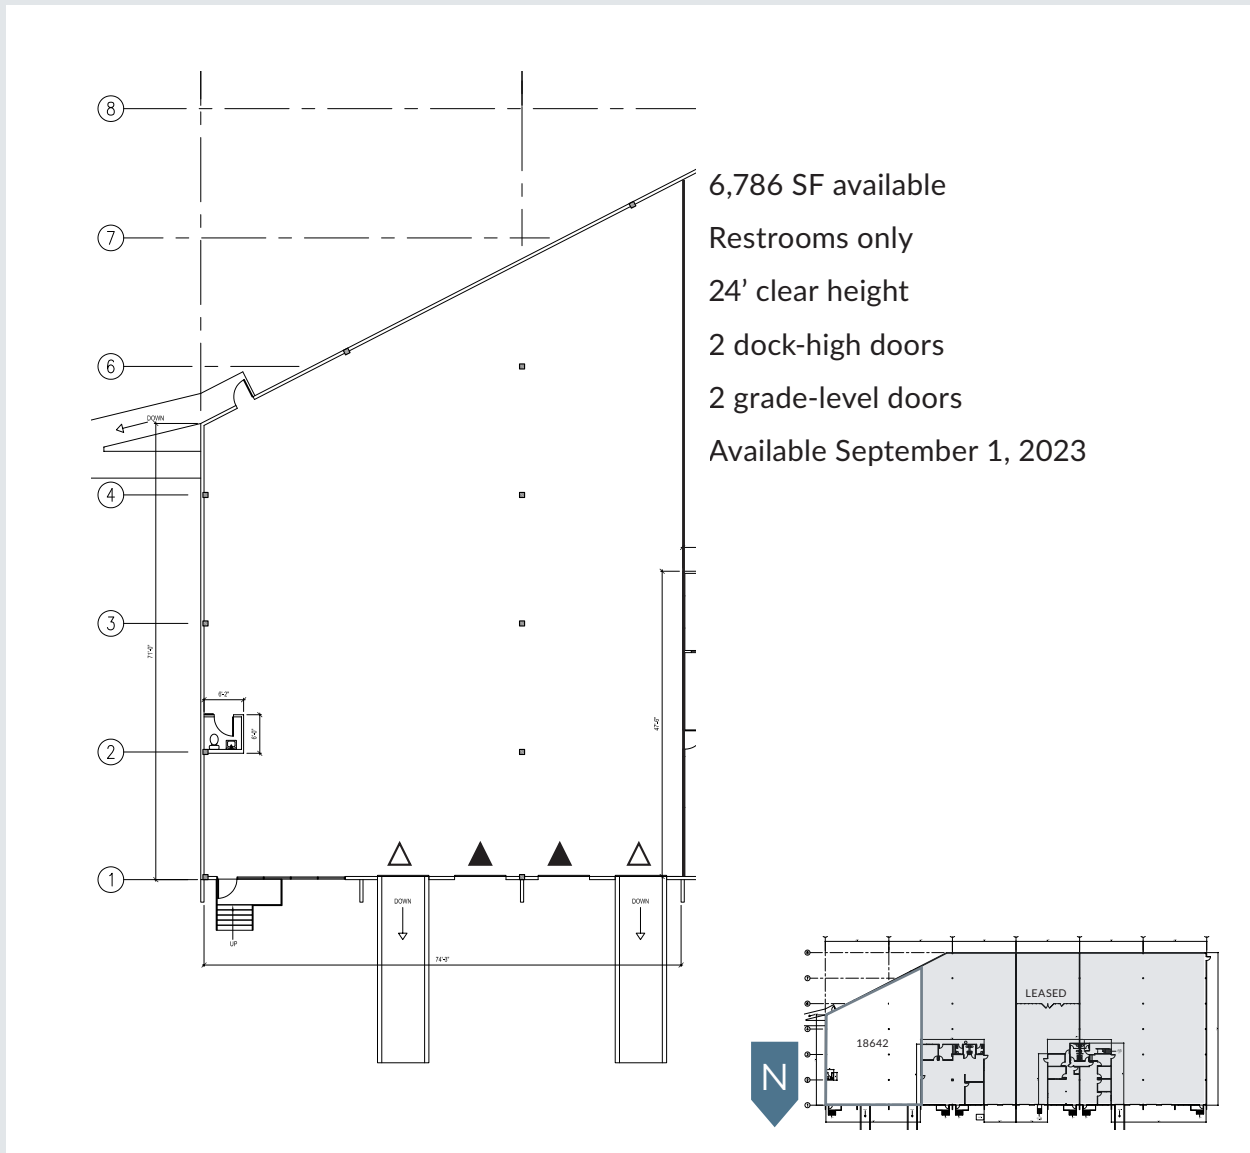 8
7
6,786 SF available
Restrooms only
24’ clear height
2 dock-high doors
2 grade-level doors
Available September 1, 2023
6
DOWN
4
3
71'-0"
6'-2"
47'-8"
2
1
DOWN
DOWN
UP
74'-8"
LEASED
18642
N